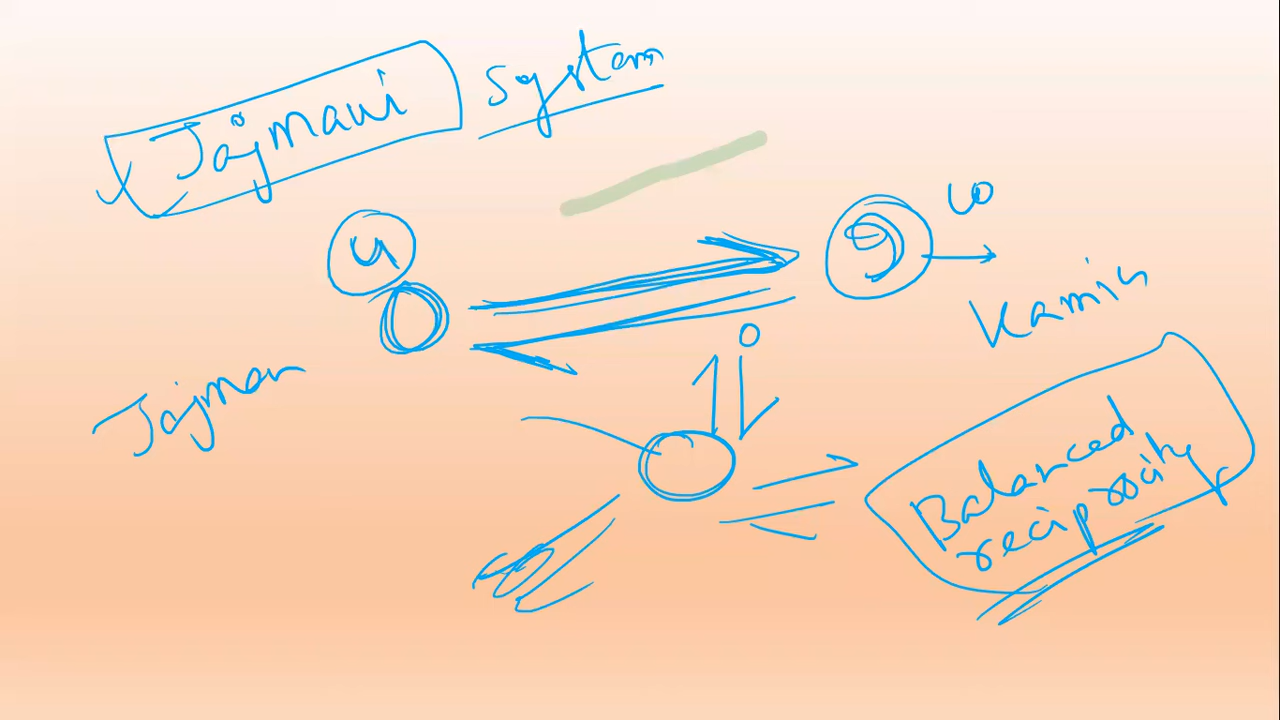 Jajmani system
Jajman
Kamin
Balanced
reciprocity